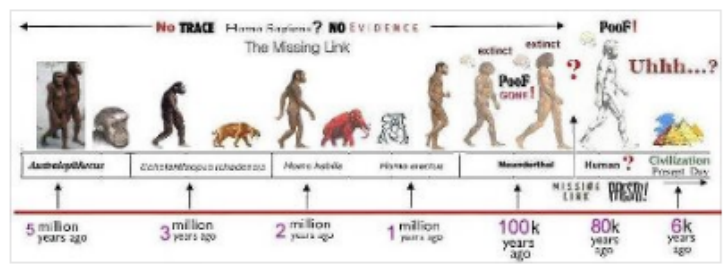 No TRACE Homo Sapiens? NO EVIDENCE
The Missing Link
extinct
extinct
PooF
GONE!
?
PooF!
Uhhh...?
Homo habilis
Homo erectus
Neanderthal
Human ?
Civilization
Present Day
MISSING
LINK
PRESTO!
5 million
years ago
3 million
years ago
2 million
years ago
1 million
years ago
100k
years
ago
80k
years
ago
6k
years
ago